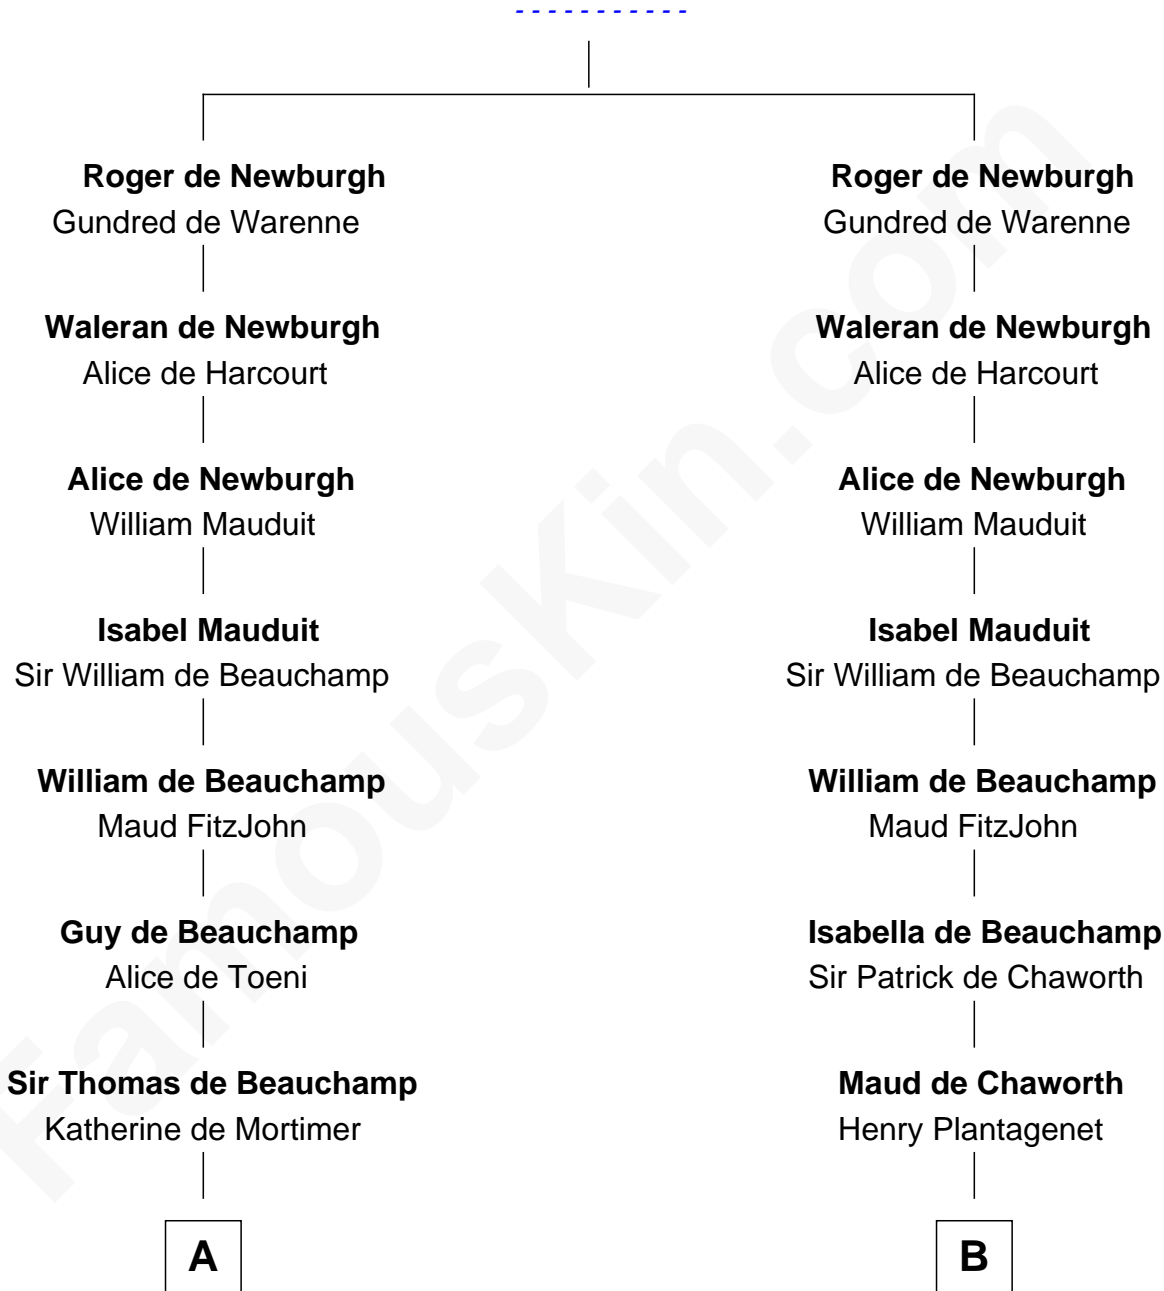 - - - - - - - - - - -
Roger de Newburgh
Gundred de Warenne
Waleran de Newburgh
Alice de Harcourt
Alice de Newburgh
William Mauduit
Isabel Mauduit
Sir William de Beauchamp
William de Beauchamp
Maud FitzJohn
Guy de Beauchamp
Alice de Toeni
Sir Thomas de Beauchamp
Katherine de Mortimer
A
Roger de Newburgh
Gundred de Warenne
Waleran de Newburgh
Alice de Harcourt
Alice de Newburgh
William Mauduit
Isabel Mauduit
Sir William de Beauchamp
William de Beauchamp
Maud FitzJohn
Isabella de Beauchamp
Sir Patrick de Chaworth
Maud de Chaworth
Henry Plantagenet
B
FamousKin.com